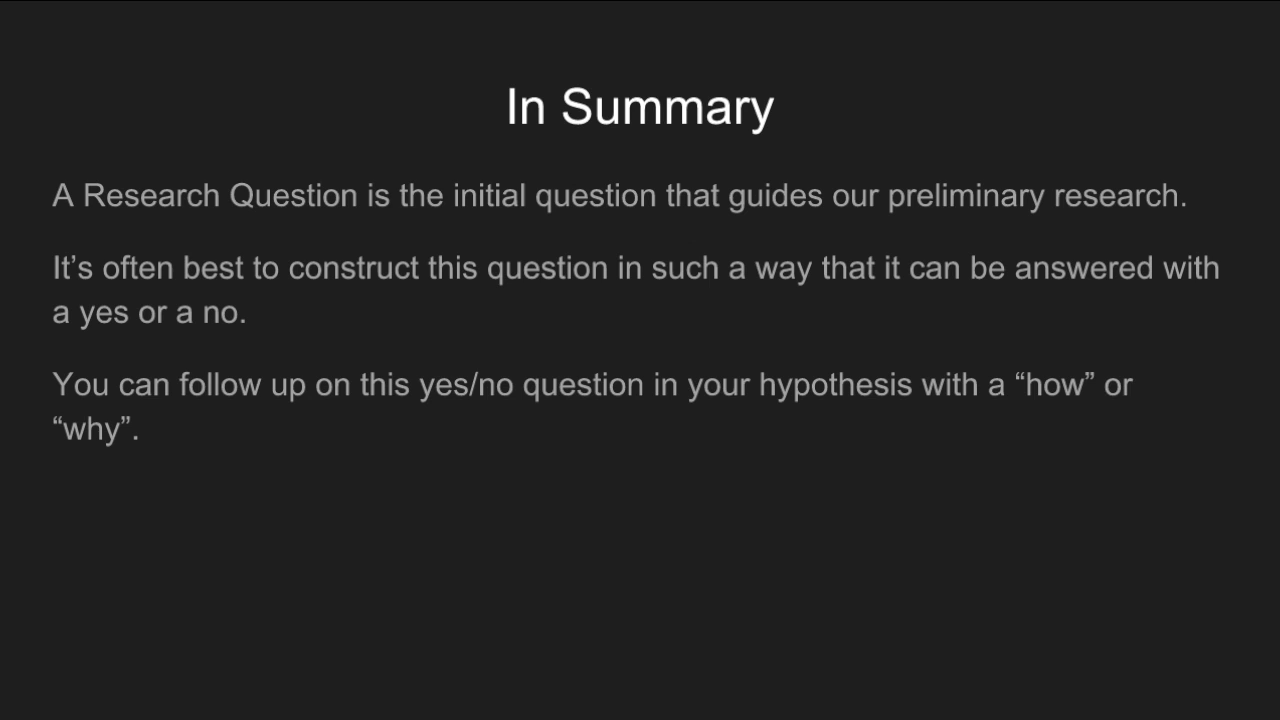 In Summary
A Research Question is the initial question that guides our preliminary research.
It’s often best to construct this question in such a way that it can be answered with
a yes or a no.
You can follow up on this yes/no question in your hypothesis with a “how” or
“why”.